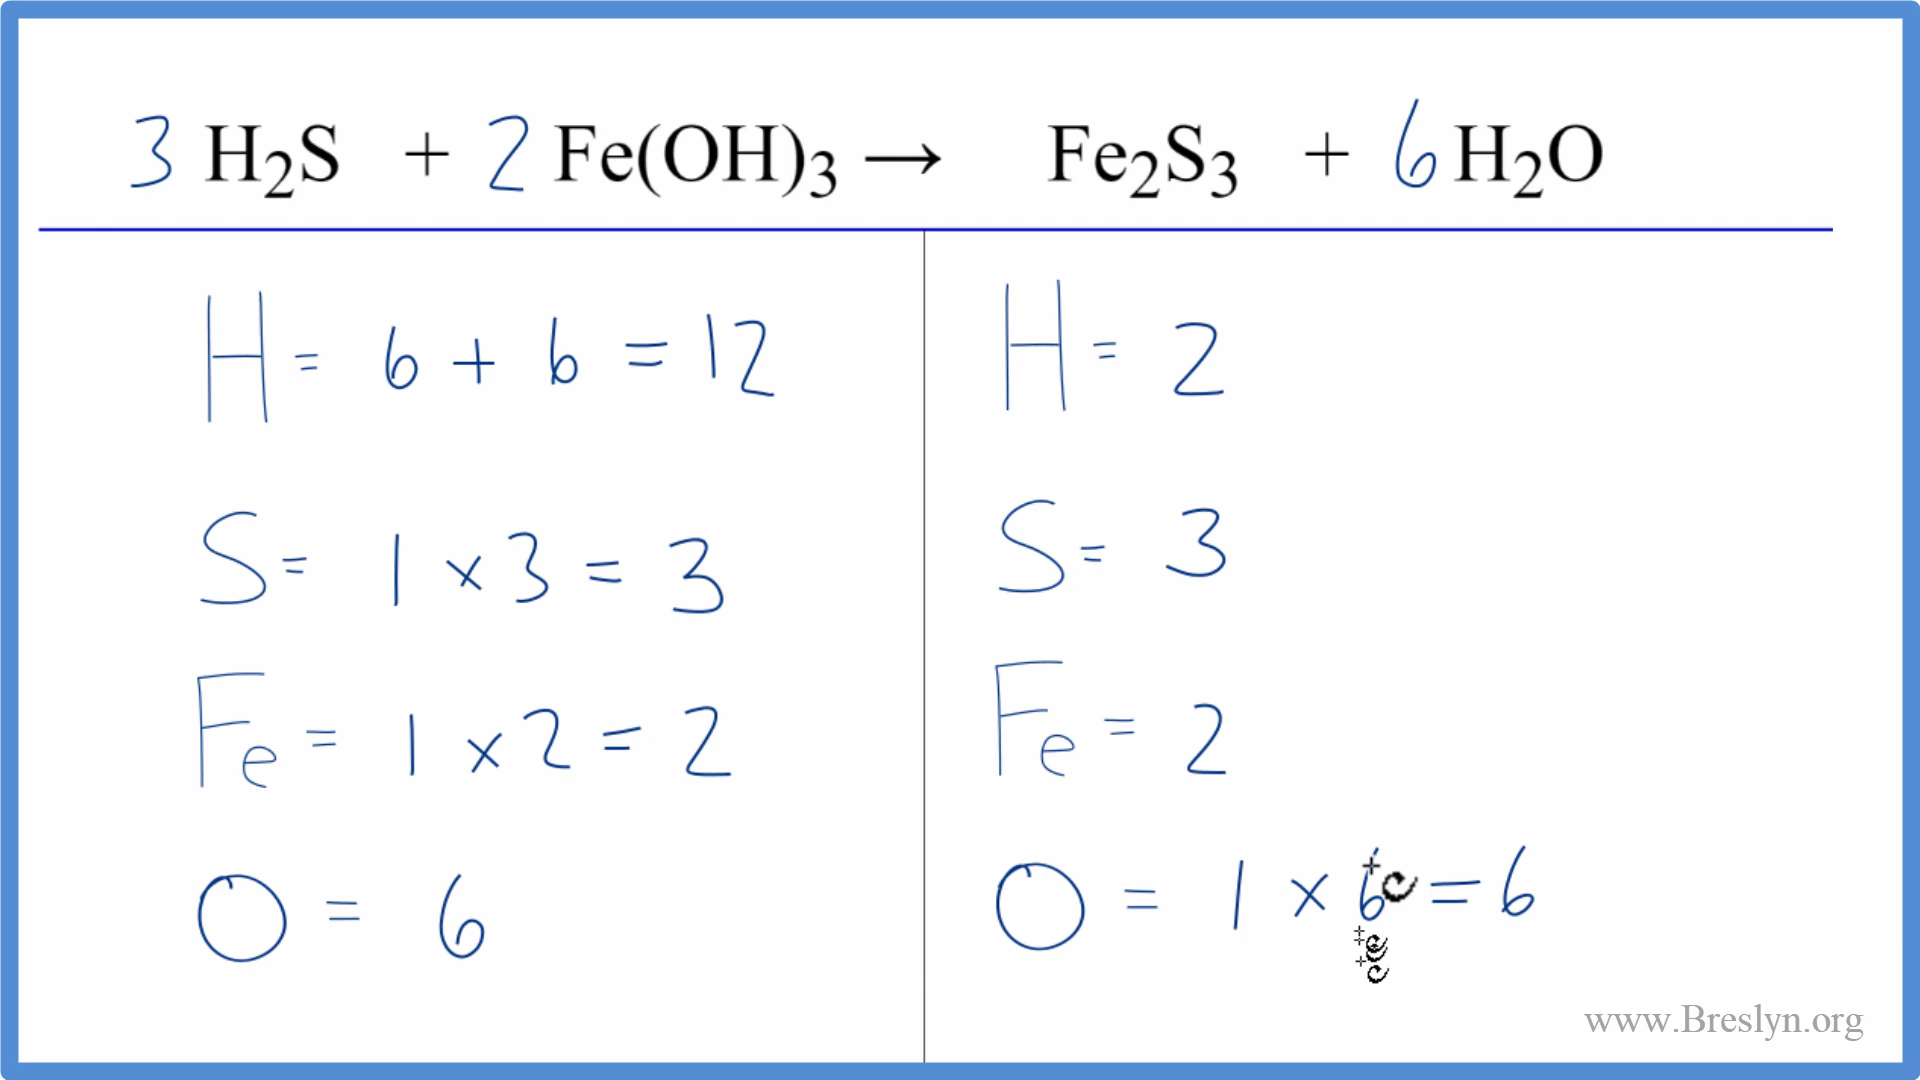 3 H₂S + 2 Fe(OH)₃ → Fe₂S₃ + 6 H₂O
H = 6 + 6 = 12
S = 1 x 3 = 3
Fe = 1 x 2 = 2
O = 6
H = 2
S = 3
Fe = 2
O = 1 x 6 = 6
www.Breslyn.org